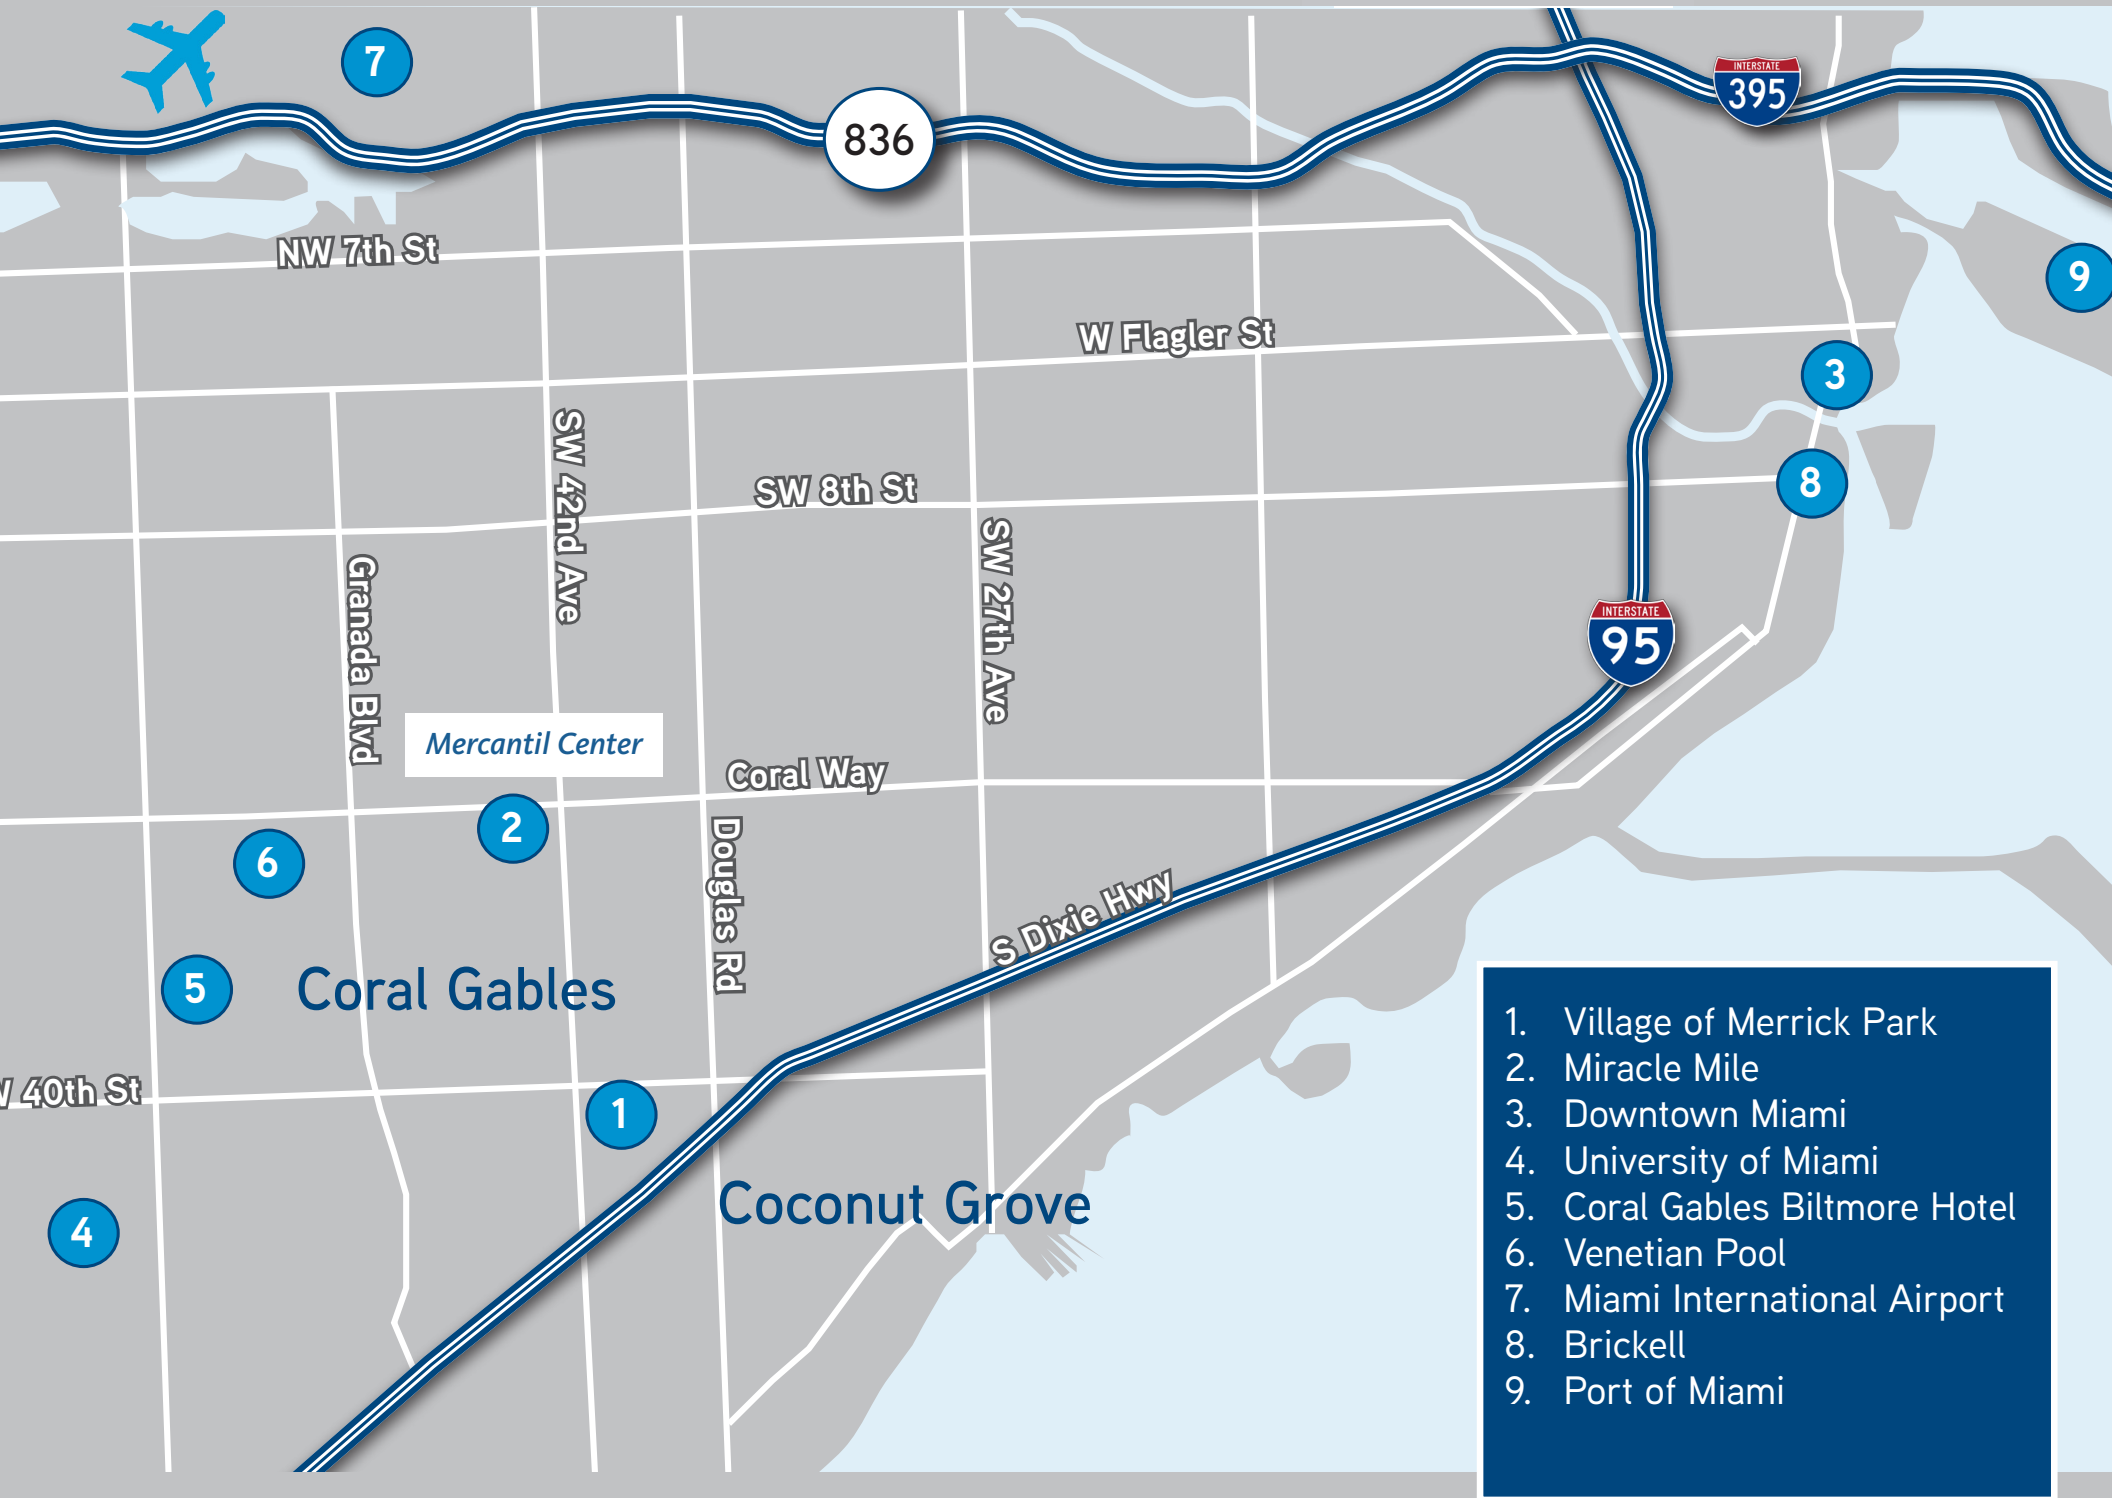 7
INTERSTATE
395
836
NW 7th St
9
W Flagler St
3
SW 42nd Ave
SW 8th St
8
SW 27th Ave
Granada Blvd
INTERSTATE
95
Mercantil Center
Coral Way
2
Douglas Rd
6
S Dixie Hwy
5
Coral Gables
40th St
1
Coconut Grove
4
1. Village of Merrick Park
2. Miracle Mile
3. Downtown Miami
4. University of Miami
5. Coral Gables Biltmore Hotel
6. Venetian Pool
7. Miami International Airport
8. Brickell
9. Port of Miami